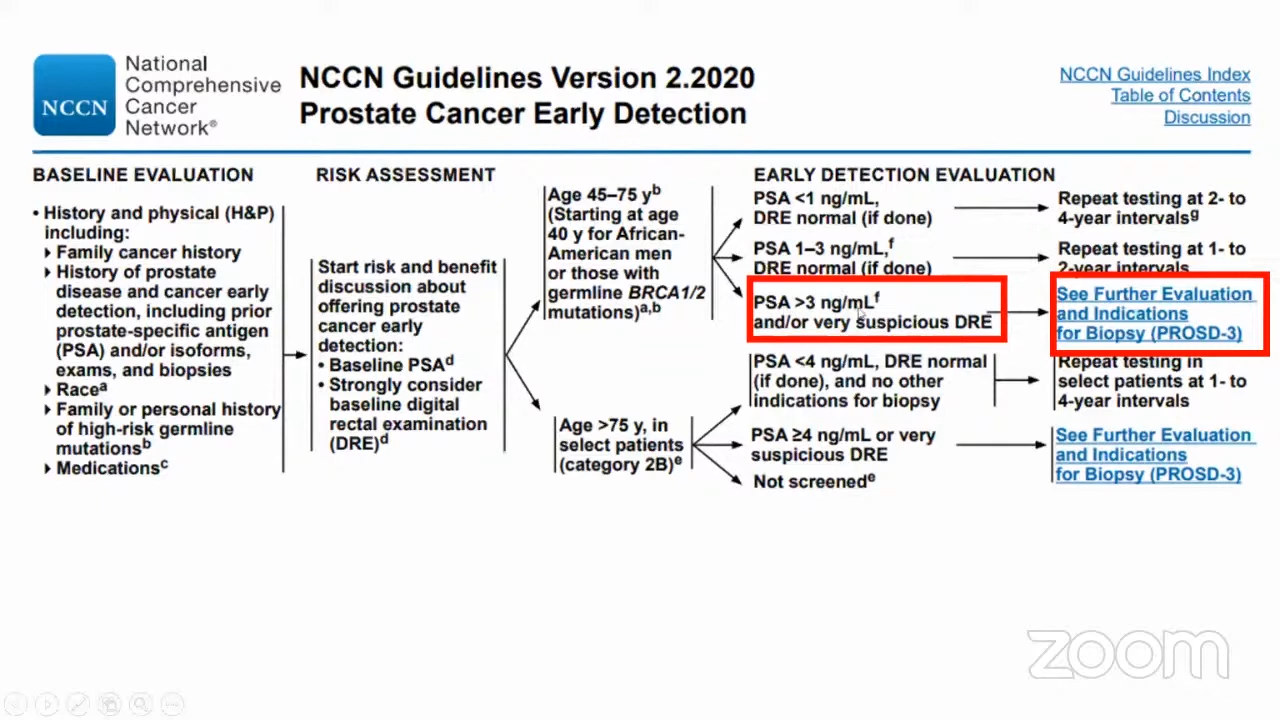 National
Comprehensive
Cancer
Network®
NCCN
NCCN Guidelines Version 2.2020
Prostate Cancer Early Detection
NCCN Guidelines Index
Table of Contents
Discussion
BASELINE EVALUATION
• History and physical (H&P)
including:
Family cancer history
History of prostate
disease and cancer early
detection, including prior
prostate-specific antigen
(PSA) and/or isoforms,
exams, and biopsies
Raceᵃ
Family or personal history
of high-risk germline
mutationsᵇ
Medicationsᶜ
RISK ASSESSMENT
Start risk and benefit
discussion about
offering prostate
cancer early
detection:
• Baseline PSAᵈ
• Strongly consider
baseline digital
rectal examination
(DRE)ᵈ
Age 45–75 yᵇ
(Starting at age
40 y for African-
American men
or those with
germline BRCA1/2
mutations)ᵃ,ᵇ
Age >75 y, in
select patients
(category 2B)ᵉ
EARLY DETECTION EVALUATION
PSA <1 ng/mL,
DRE normal (if done)
Repeat testing at 2- to
4-year intervalsᵍ
PSA 1–3 ng/mL,ᶠ
DRE normal (if done)
Repeat testing at 1- to
2-year intervals
PSA >3 ng/mLᶠ
and/or very suspicious DRE
See Further Evaluation
and Indications
for Biopsy (PROSD-3)
PSA <4 ng/mL, DRE normal
(if done), and no other
indications for biopsy
Repeat testing in
select patients at 1- to
4-year intervals
PSA ≥4 ng/mL or very
suspicious DRE
See Further Evaluation
and Indications
for Biopsy (PROSD-3)
Not screenedᵉ
zoom